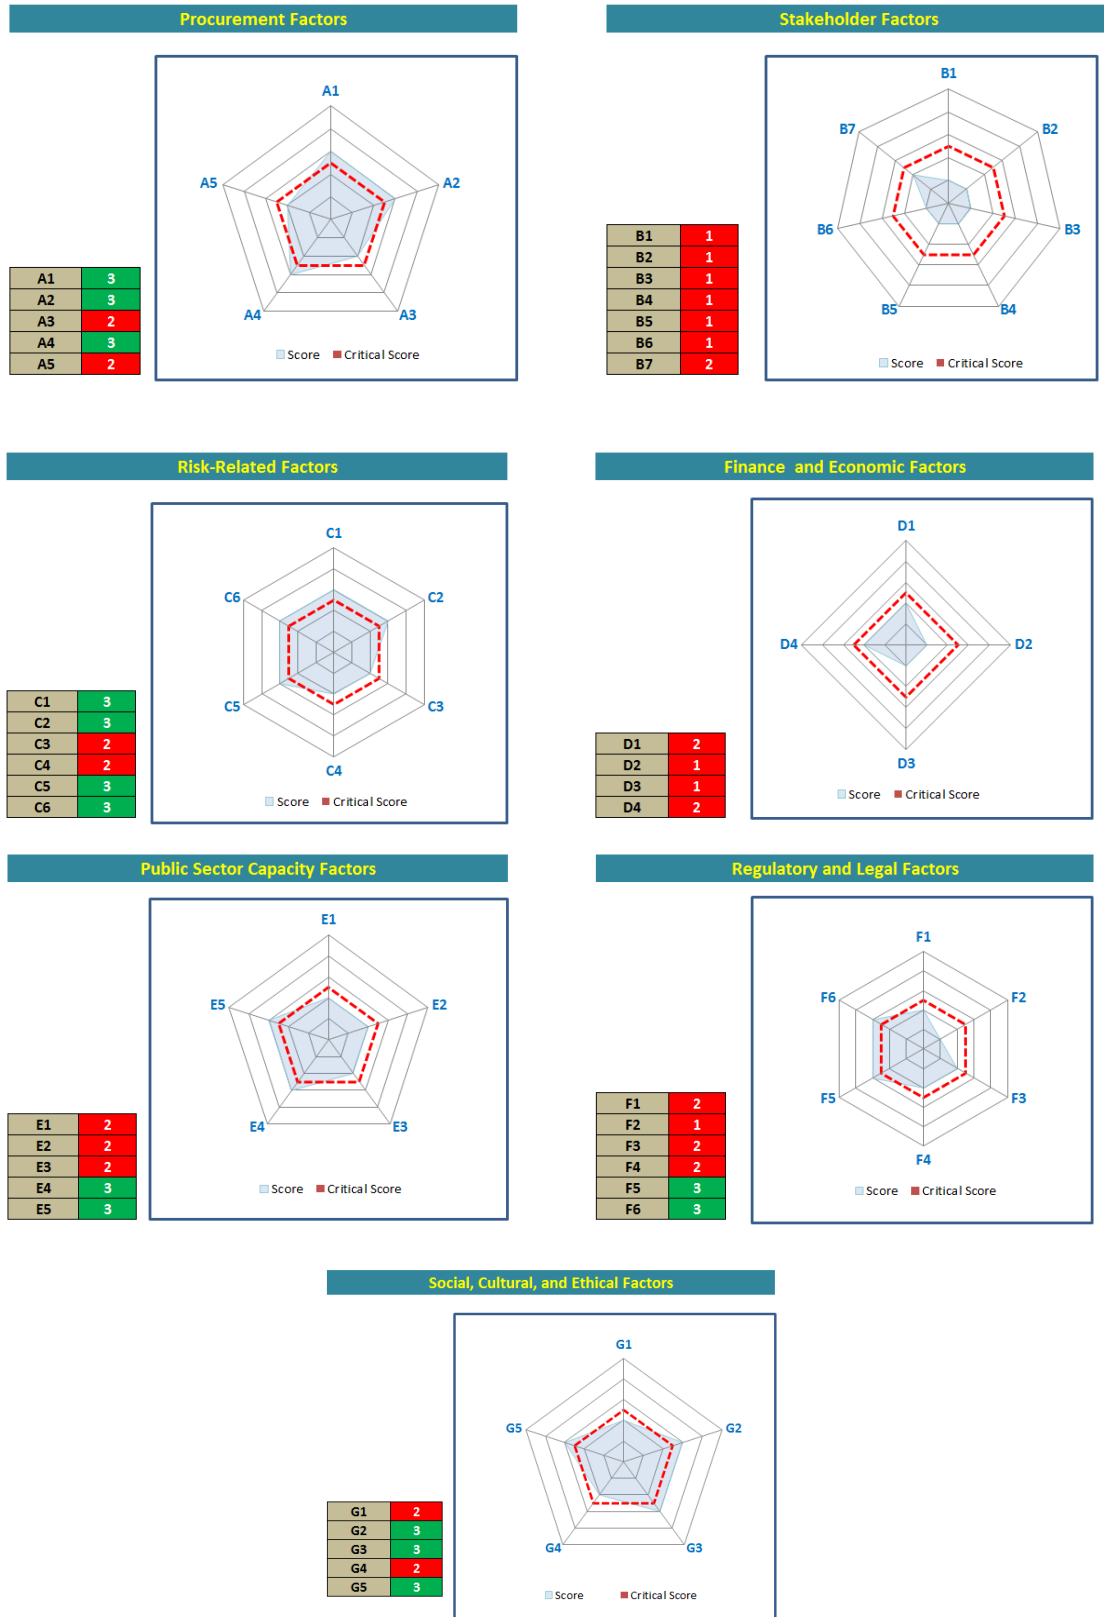 Procurement Factors
A1
A2
A3
A4
A5
Score Critical Score
A1 3
A2 3
A3 2
A4 3
A5 2
Stakeholder Factors
B1
B2
B3
B4
B5
B6
B7
Score Critical Score
B1 1
B2 1
B3 1
B4 1
B5 1
B6 1
B7 2
Risk-Related Factors
C1
C2
C3
C4
C5
C6
Score Critical Score
C1 3
C2 3
C3 2
C4 2
C5 3
C6 3
Finance and Economic Factors
D1
D2
D3
D4
Score Critical Score
D1 2
D2 1
D3 1
D4 2
Public Sector Capacity Factors
E1
E2
E3
E4
E5
Score Critical Score
E1 2
E2 2
E3 2
E4 3
E5 3
Regulatory and Legal Factors
F1
F2
F3
F4
F5
F6
Score Critical Score
F1 2
F2 1
F3 2
F4 2
F5 3
F6 3
Social, Cultural, and Ethical Factors
G1
G2
G3
G4
G5
Score Critical Score
G1 2
G2 3
G3 3
G4 2
G5 3